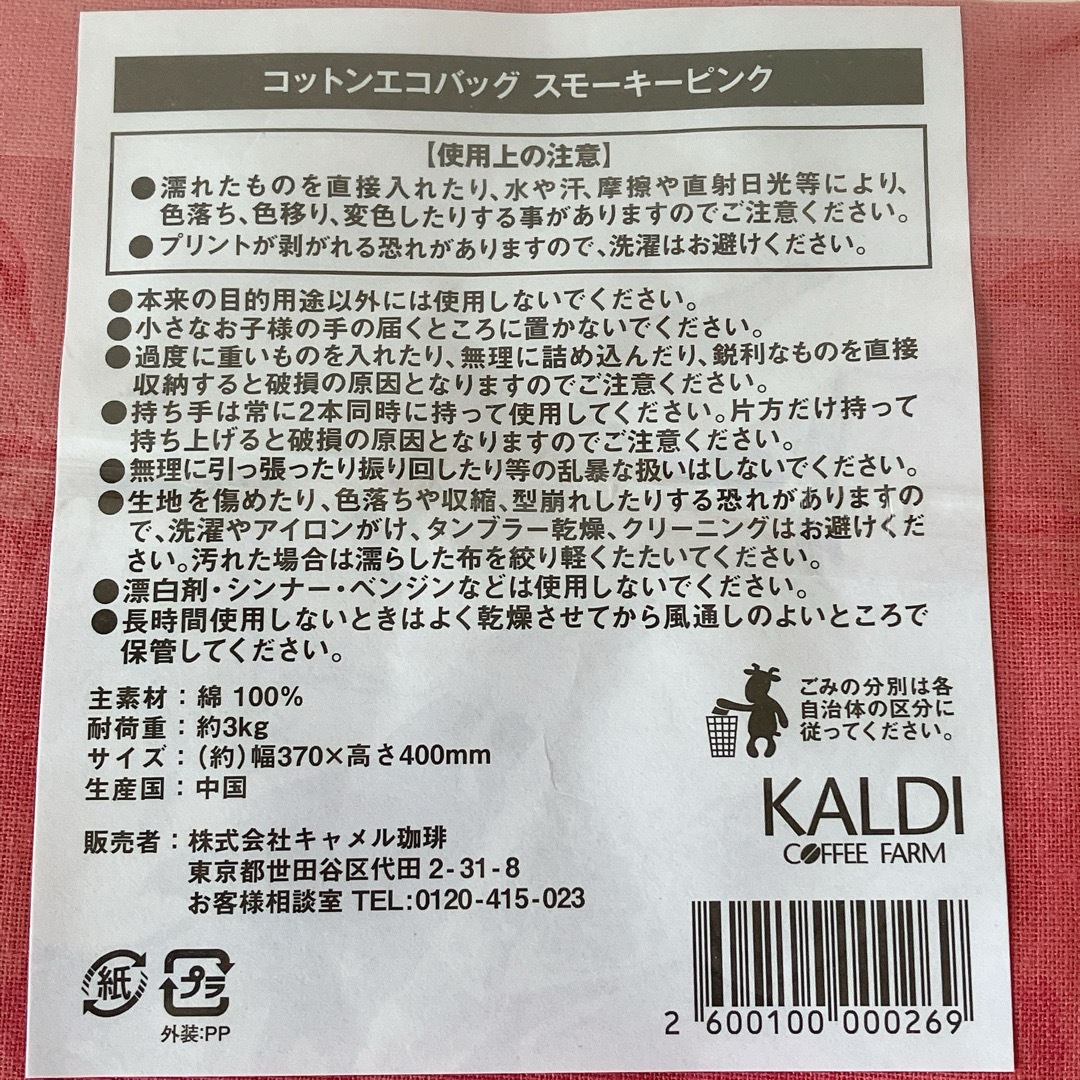 コットンエコバッグ スモーキーピンク
【使用上の注意】
●濡れたものを直接入れたり、水や汗、摩擦や直射日光等により、
色落ち、色移り、変色したりする事がありますのでご注意ください。
●プリントが剥がれる恐れがありますので、洗濯はお避けください。
●本来の目的用途以外には使用しないでください。
●小さなお子様の手の届くところに置かないでください。
●過度に重いものを入れたり、無理に詰め込んだり、鋭利なものを直接
収納すると破損の原因となりますのでご注意ください。
●持ち手は常に2本同時に持って使用してください。片方だけ持って
持ち上げると破損の原因となりますのでご注意ください。
●無理に引っ張ったり振り回したり等の乱暴な扱いはしないでください。
●生地を傷めたり、色落ちや収縮、型崩れしたりする恐れがありますの
で、洗濯やアイロンがけ、タンブラー乾燥、クリーニングはお避けくだ
さい。汚れた場合は濡らした布を絞り軽くたたいてください。
●漂白剤・シンナー・ベンジンなどは使用しないでください。
●長時間使用しないときはよく乾燥させてから風通しのよいところで
保管してください。
主素材:綿 100%
耐荷重:約3kg
サイズ:(約)幅370×高さ400mm
生産国:中国
ごみの分別は各
自治体の区分に
従ってください。
KALDI
COFFEE FARM
販売者:株式会社キャメル珈琲
東京都世田谷区代田 2-31-8
お客様相談室 TEL:0120-415-023
紙
プラ
外装:PP
2 600100 000269